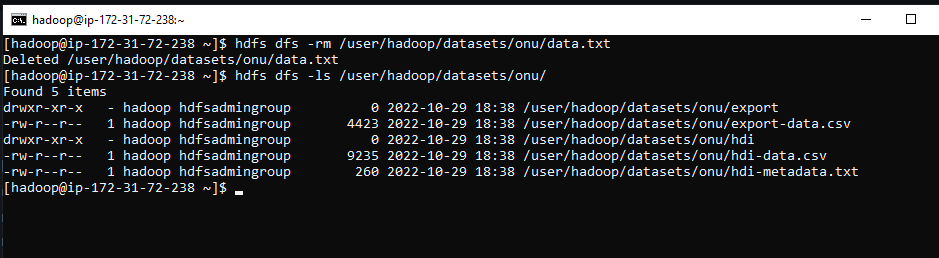 hadoop@ip-172-31-72-238:~
[hadoop@ip-172-31-72-238 ~]$ hdfs dfs -rm /user/hadoop/datasets/onu/data.txt
Deleted /user/hadoop/datasets/onu/data.txt
[hadoop@ip-172-31-72-238 ~]$ hdfs dfs -ls /user/hadoop/datasets/onu/
Found 5 items
drwxr-xr-x   - hadoop hdfsadmingroup          0 2022-10-29 18:38 /user/hadoop/datasets/onu/export
-rw-r--r--   1 hadoop hdfsadmingroup       4423 2022-10-29 18:38 /user/hadoop/datasets/onu/export-data.csv
drwxr-xr-x   - hadoop hdfsadmingroup          0 2022-10-29 18:38 /user/hadoop/datasets/onu/hdi
-rw-r--r--   1 hadoop hdfsadmingroup       9235 2022-10-29 18:38 /user/hadoop/datasets/onu/hdi-data.csv
-rw-r--r--   1 hadoop hdfsadmingroup        260 2022-10-29 18:38 /user/hadoop/datasets/onu/hdi-metadata.txt
[hadoop@ip-172-31-72-238 ~]$